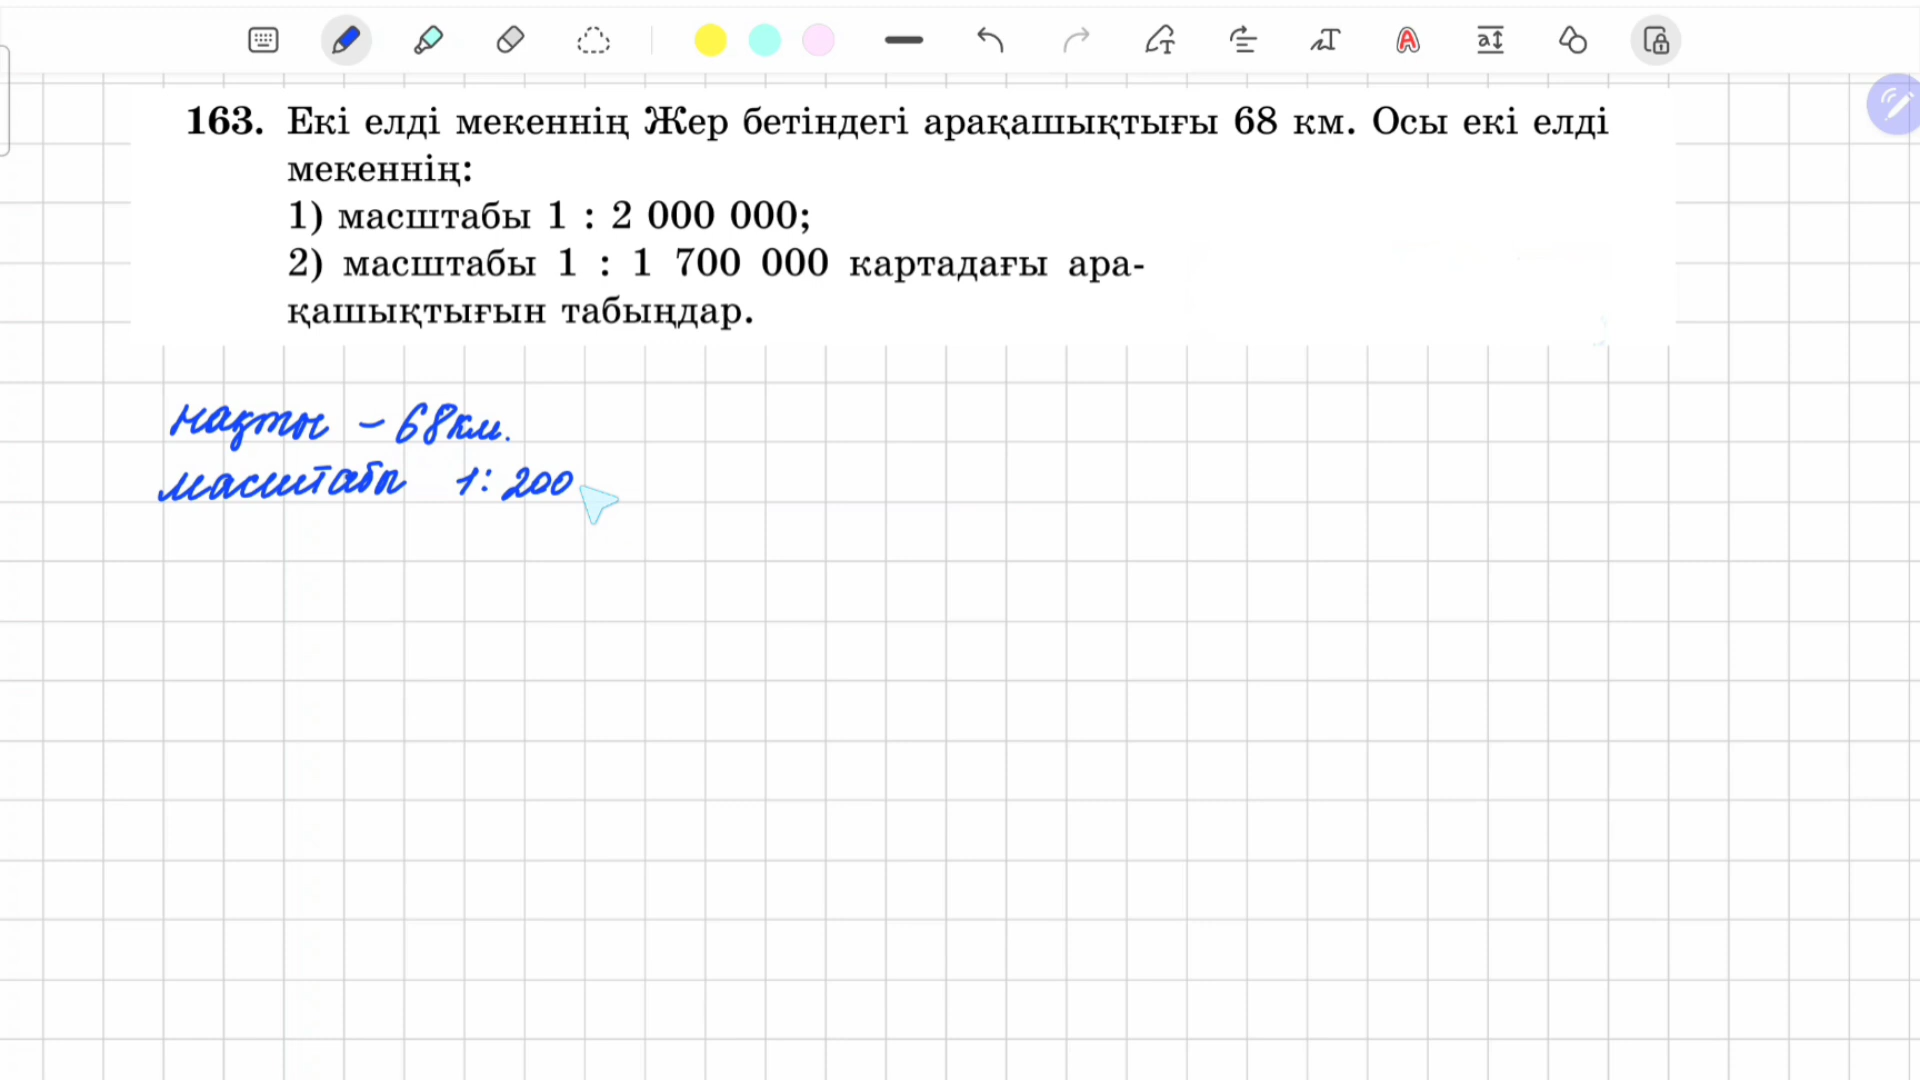 163. Екі елді мекеннің Жер бетіндегі арақашықтығы 68 км. Осы екі елді
мекеннің:
1) масштабы 1 : 2 000 000;
2) масштабы 1 : 1 700 000 картадағы ара-
қашықтығын табыңдар.
нақты – 68км.
масштабы 1: 200